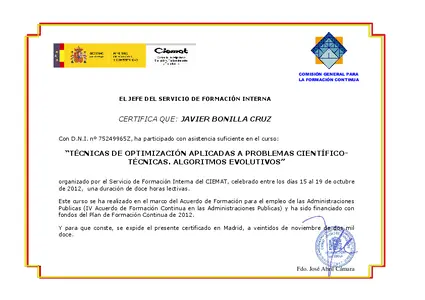 Ciemat
COMISIÓN GENERAL PARA
LA FORMACIÓN CONTINUA
EL JEFE DEL SERVICIO DE FORMACIÓN INTERNA
CERTIFICA QUE: JAVIER BONILLA CRUZ
Con D.N.I. nº 75249965Z, ha participado con asistencia suficiente en el curso:
"TÉCNICAS DE OPTIMIZACIÓN APLICADAS A PROBLEMAS CIENTÍFICO-
TÉCNICAS. ALGORITMOS EVOLUTIVOS"
organizado por el Servicio de Formación Interna del CIEMAT, celebrado entre los días 15 al 19 de octubre
de 2012, una duración de doce horas lectivas.
Este curso se ha realizado en el marco del Acuerdo de Formación para el empleo de las Administraciones
Publicas (IV Acuerdo de Formación Continua en las Administraciones Publicas) y ha sido financiado con
fondos del Plan de Formación Continua de 2012.
Y para que conste, se expide el presente certificado en Madrid, a veintidos de noviembre de dos mil
doce.
Fdo. José Abril Cámara